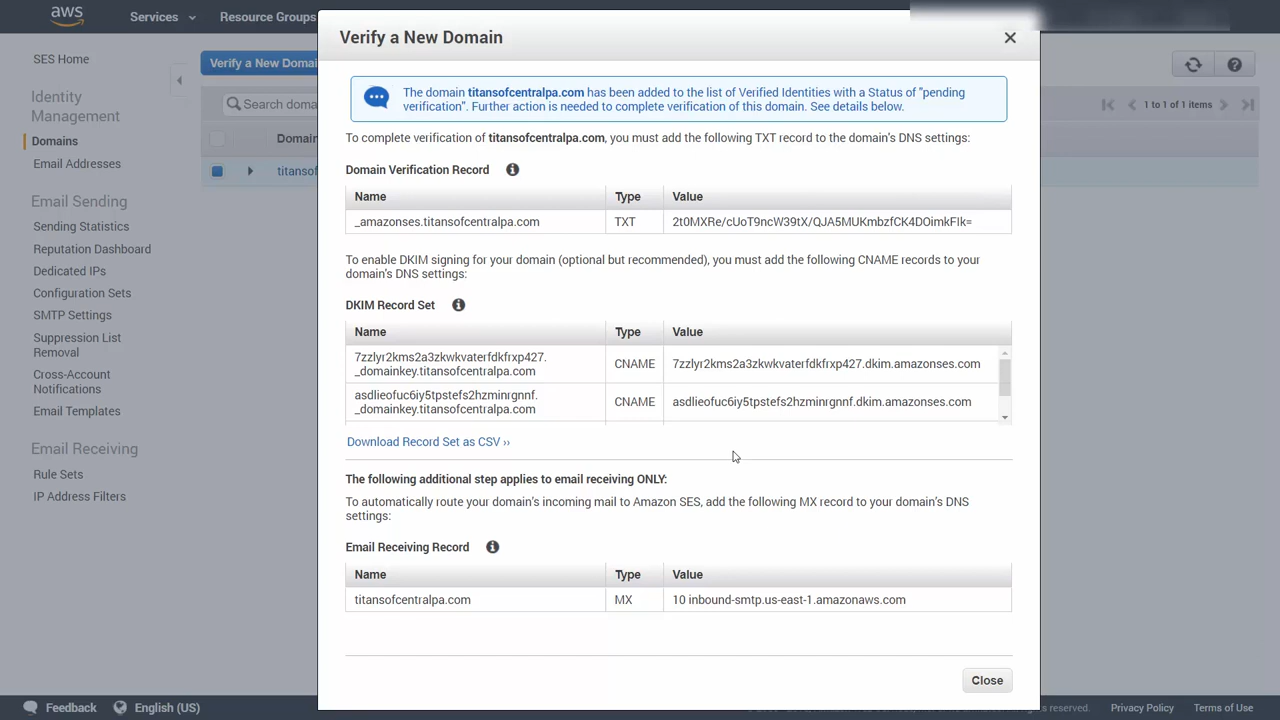 aws
Services
Resource Groups
Verify a New Domain
SES Home
Identity
Management
Domains
Email Addresses
Email Sending
Sending Statistics
Reputation Dashboard
Dedicated IPs
Configuration Sets
SMTP Settings
Suppression List
Removal
Cross-Account
Notifications
Email Templates
Email Receiving
Rule Sets
IP Address Filters
Verify a New Domai
Search doma
Domain
titansof
1 to 1 of 1 items
The domain titansofcentralpa.com has been added to the list of Verified Identities with a Status of "pending
verification". Further action is needed to complete verification of this domain. See details below.
To complete verification of titansofcentralpa.com, you must add the following TXT record to the domain's DNS settings:
Domain Verification Record
Name Type Value
_amazonses.titansofcentralpa.com TXT 2t0MXRe/cUoT9ncW39tX/QJA5MUKmbzfCK4DOimkFIk=
To enable DKIM signing for your domain (optional but recommended), you must add the following CNAME records to your
domain's DNS settings:
DKIM Record Set
Name Type Value
7zzlyr2kms2a3zkwkvaterfdkfrxp427.
_domainkey.titansofcentralpa.com CNAME 7zzlyr2kms2a3zkwkvaterfdkfrxp427.dkim.amazonses.com
asdlieofuc6iy5tpstefs2hzminrgnnf.
_domainkey.titansofcentralpa.com CNAME asdlieofuc6iy5tpstefs2hzminrgnnf.dkim.amazonses.com
Download Record Set as CSV ››
The following additional step applies to email receiving ONLY:
To automatically route your domain's incoming mail to Amazon SES, add the following MX record to your domain's DNS
settings:
Email Receiving Record
Name Type Value
titansofcentralpa.com MX 10 inbound-smtp.us-east-1.amazonaws.com
Close
Feedback
English (US)
reserved.
Privacy Policy
Terms of Use